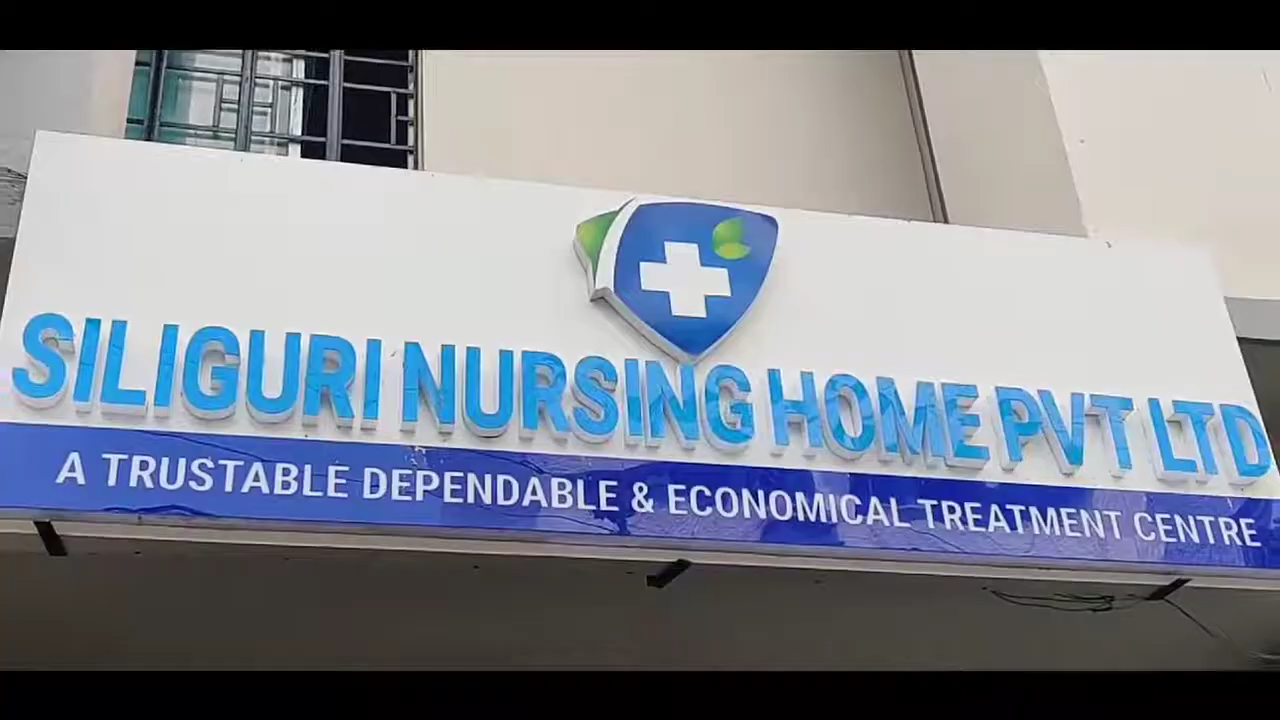 SILIGURI NURSING HOME PVT LTD
A TRUSTABLE DEPENDABLE & ECONOMICAL TREATMENT CENTRE